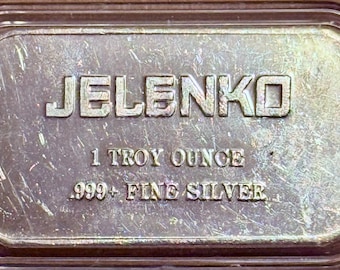 JELENKO
1 TROY OUNCE
.999+ FINE SILVER